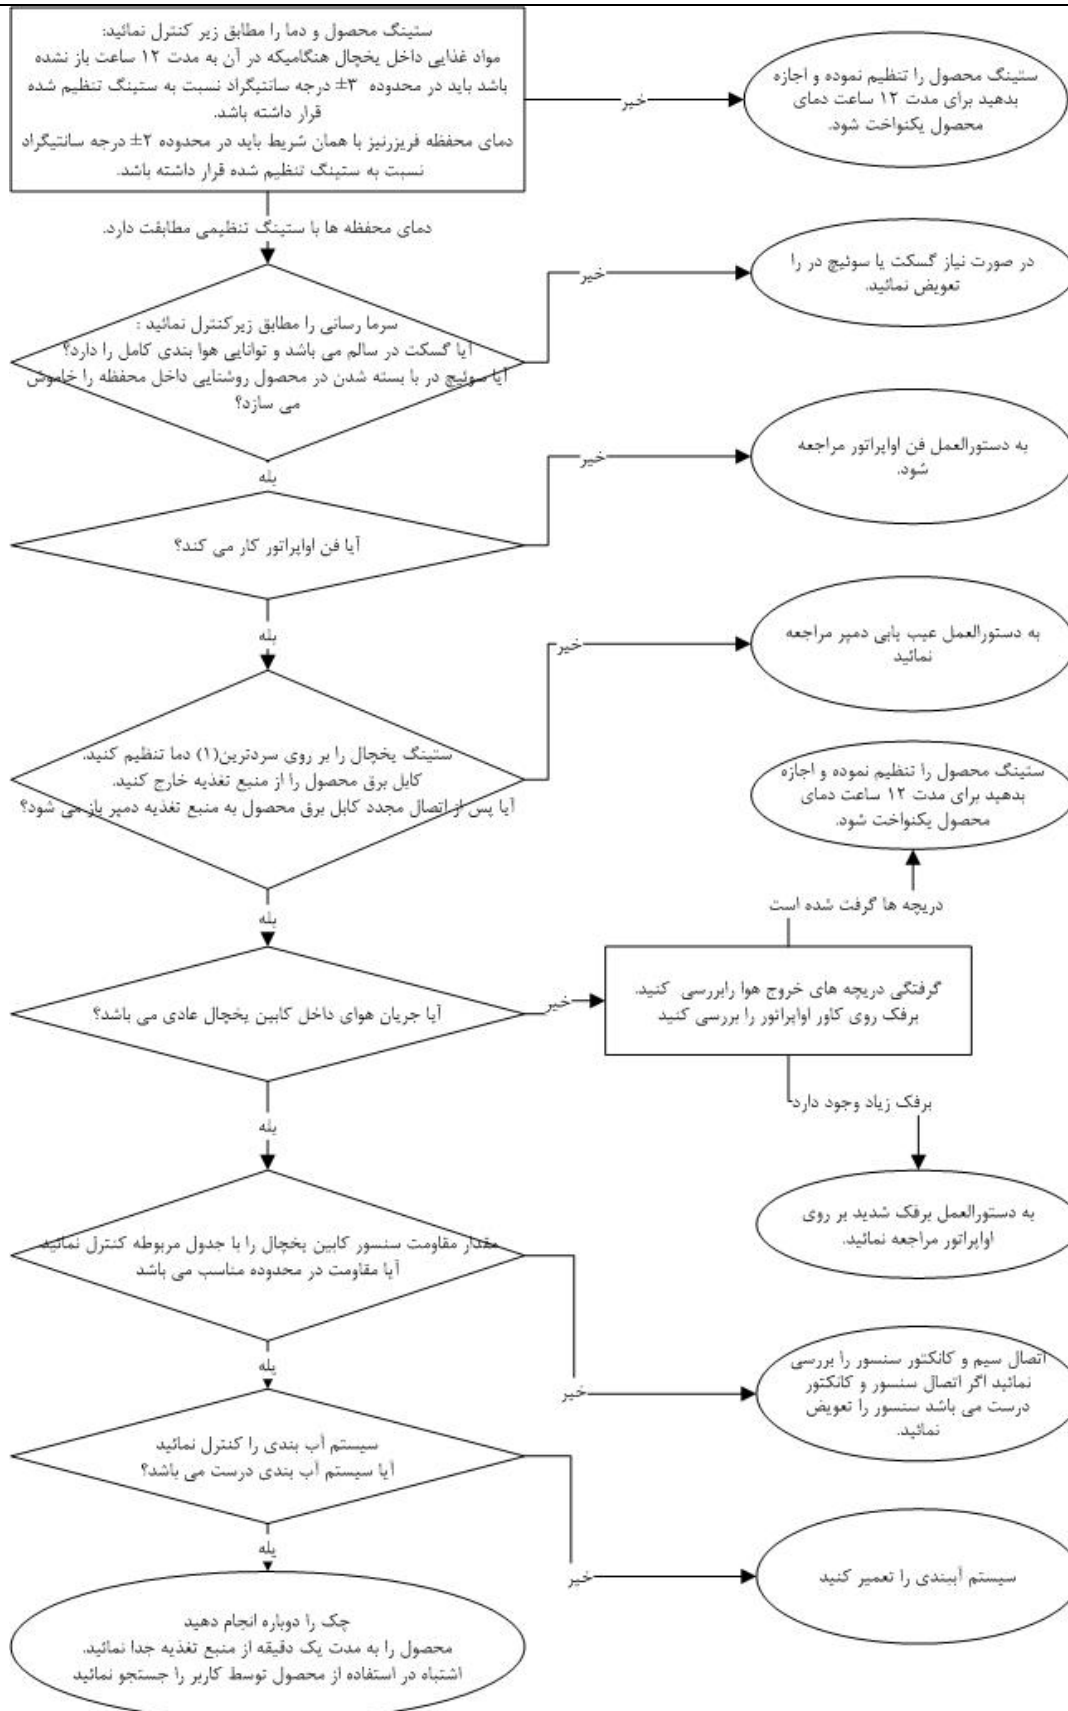 ستینگ محصول و دما را مطابق زیر کنترل نمائید:
مواد غذایی داخل یخچال هنگامیکه در آن به مدت ۱۲ ساعت باز نشده
باشد باید در محدوده ۳± درجه سانتیگراد نسبت به ستینگ تنظیم شده
قرار داشته باشد.
دمای محفظه فریزرنیز با همان شریط باید در محدوده ۲± درجه سانتیگراد
نسبت به ستینگ تنظیم شده قرار داشته باشد.
خیر
ستینگ محصول را تنظیم نموده و اجازه
بدهید برای مدت ۱۲ ساعت دمای
محصول یکنواخت شود.
دمای محفظه ها با ستینگ تنظیمی مطابقت دارد.
سرما رسانی را مطابق زیرکنترل نمائید :
آیا گسکت در سالم می باشد و توانایی هوا بندی کامل را دارد؟
آیا سوئیچ در با بسته شدن در محصول روشنایی داخل محفظه را خاموش
می سازد؟
خیر
در صورت نیاز گسکت یا سوئیچ در را
تعویض نمائید.
بله
آیا فن اواپراتور کار می کند؟
خیر
به دستورالعمل فن اواپراتور مراجعه
شود.
بله
ستینگ یخچال را بر روی سردترین(۱) دما تنظیم کنید.
کابل برق محصول را از منبع تغذیه خارج کنید.
آیا پس از اتصال مجدد کابل برق محصول به منبع تغذیه دمپر باز می شود؟
خیر
به دستورالعمل عیب یابی دمپر مراجعه
نمائید
بله
آیا جریان هوای داخل کابین یخچال عادی می باشد؟
خیر
گرفتگی دریچه های خروج هوا رابررسی کنید.
برفک روی کاور اواپراتور را بررسی کنید
دریچه ها گرفت شده است
ستینگ محصول را تنظیم نموده و اجازه
بدهید برای مدت ۱۲ ساعت دمای
محصول یکنواخت شود.
برفک زیاد وجود دارد
به دستورالعمل برفک شدید بر روی
اواپراتور مراجعه نمائید.
بله
مقدار مقاومت سنسور کابین یخچال را با جدول مربوطه کنترل نمائید
آیا مقاومت در محدوده مناسب می باشد
خیر
اتصال سیم و کانکتور سنسور را بررسی
نمائید اگر اتصال سنسور و کانکتور
درست می باشد سنسور را تعویض
نمائید.
بله
سیستم آب بندی را کنترل نمائید
آیا سیستم آب بندی درست می باشد؟
خیر
سیستم آببندی را تعمیر کنید
بله
چک را دوباره انجام دهید
محصول را به مدت یک دقیقه از منبع تغذیه جدا نمائید.
اشتباه در استفاده از محصول توسط کاربر را جستجو نمائید